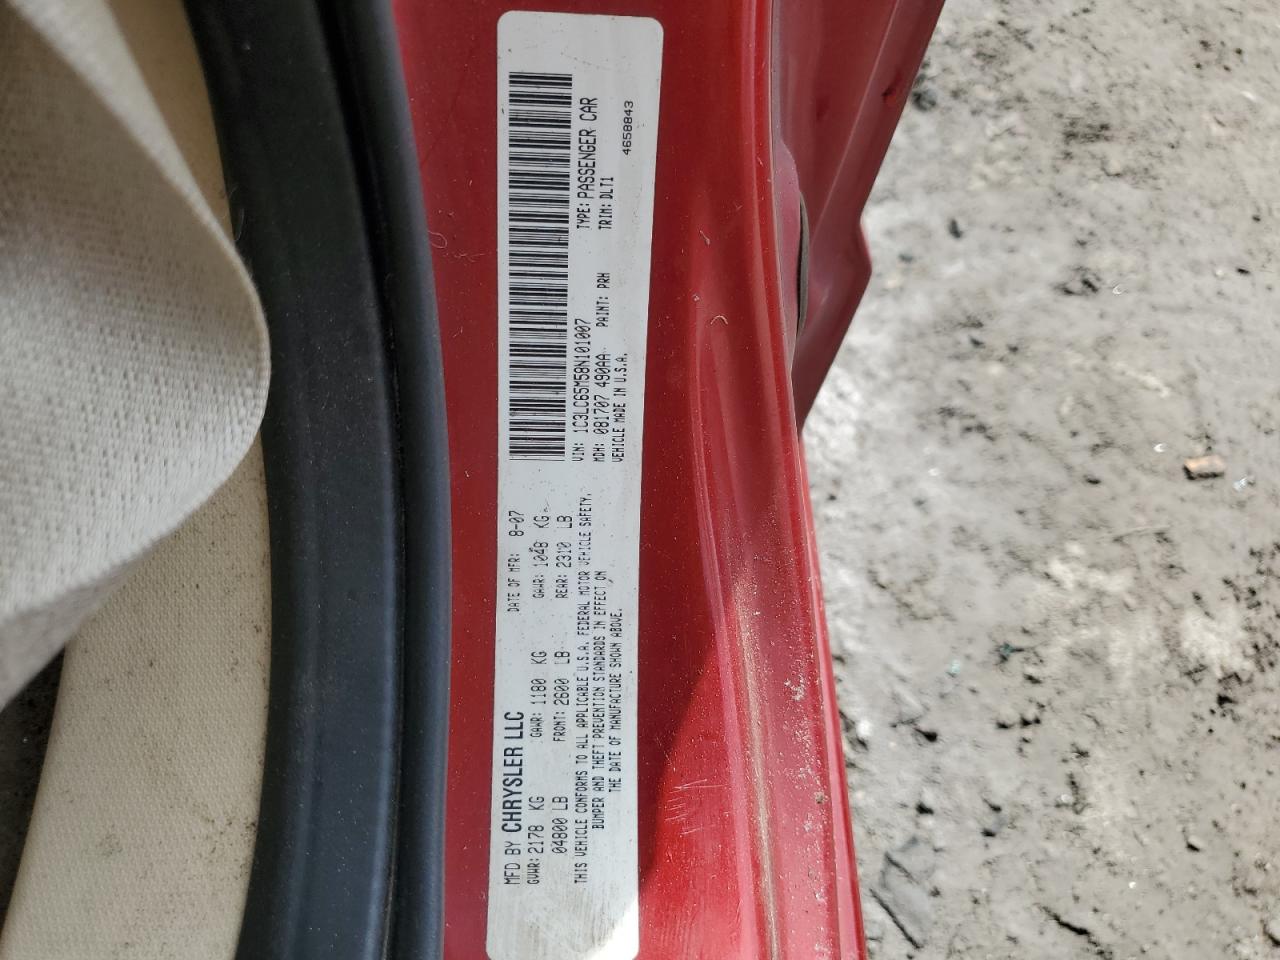 MFD BY CHRYSLER LLC
DATE OF MFR: 8-07
GVWR: 2178 KG
GAWR: 1180 KG
GAWR: 1048 KG
04800 LB
FRONT: 2600 LB
REAR: 2310 LB
THIS VEHICLE CONFORMS TO ALL APPLICABLE U.S.A. FEDERAL MOTOR VEHICLE SAFETY,
BUMPER AND THEFT PREVENTION STANDARDS IN EFFECT ON
THE DATE OF MANUFACTURE SHOWN ABOVE.
VIN: 1C3LC65M58N101007
TYPE: PASSENGER CAR
MDH: 081707 490AA
PAINT: PRH
TRIM: DLT1
VEHICLE MADE IN U.S.A.
4658843